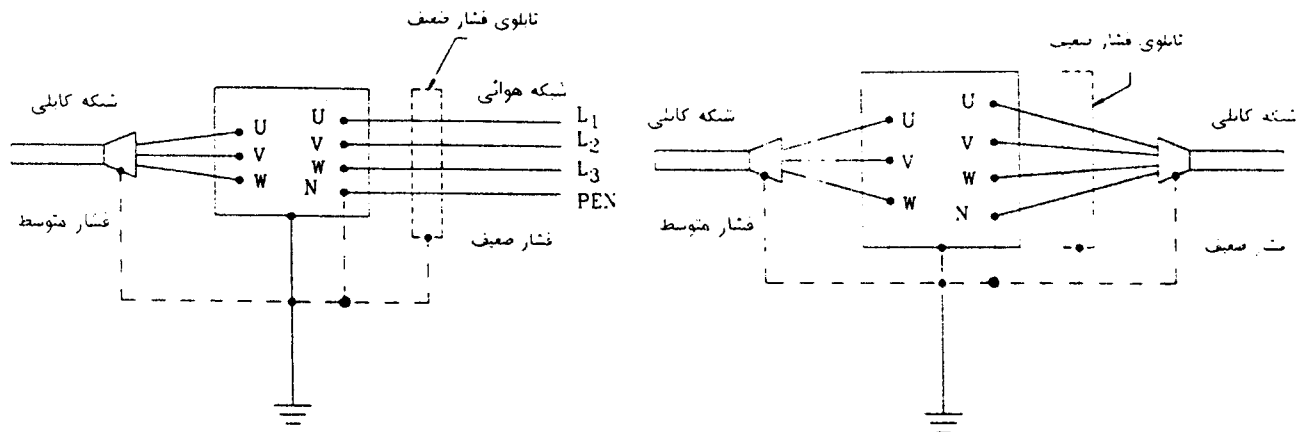 تابلوی فشار ضعیف
شبکه هوائی
شبکه کابلی
U
V
W
U
V
W
N
L1
L2
L3
PEN
فشار متوسط
فشار ضعیف
تابلوی فشار ضعیف
شبکه کابلی
شبکه کابلی
U
V
W
U
V
W
N
فشار متوسط
ضعیف